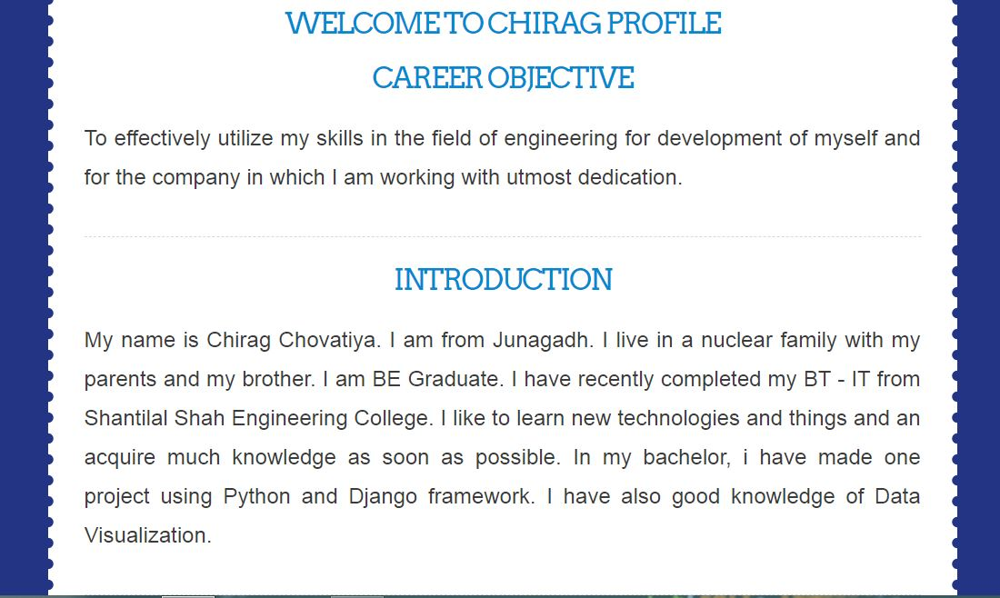 WELCOME TO CHIRAG PROFILE
CAREER OBJECTIVE
To effectively utilize my skills in the field of engineering for development of myself and
for the company in which I am working with utmost dedication.
INTRODUCTION
My name is Chirag Chovatiya. I am from Junagadh. I live in a nuclear family with my
parents and my brother. I am BE Graduate. I have recently completed my BT - IT from
Shantilal Shah Engineering College. I like to learn new technologies and things and an
acquire much knowledge as soon as possible. In my bachelor, i have made one
project using Python and Django framework. I have also good knowledge of Data
Visualization.